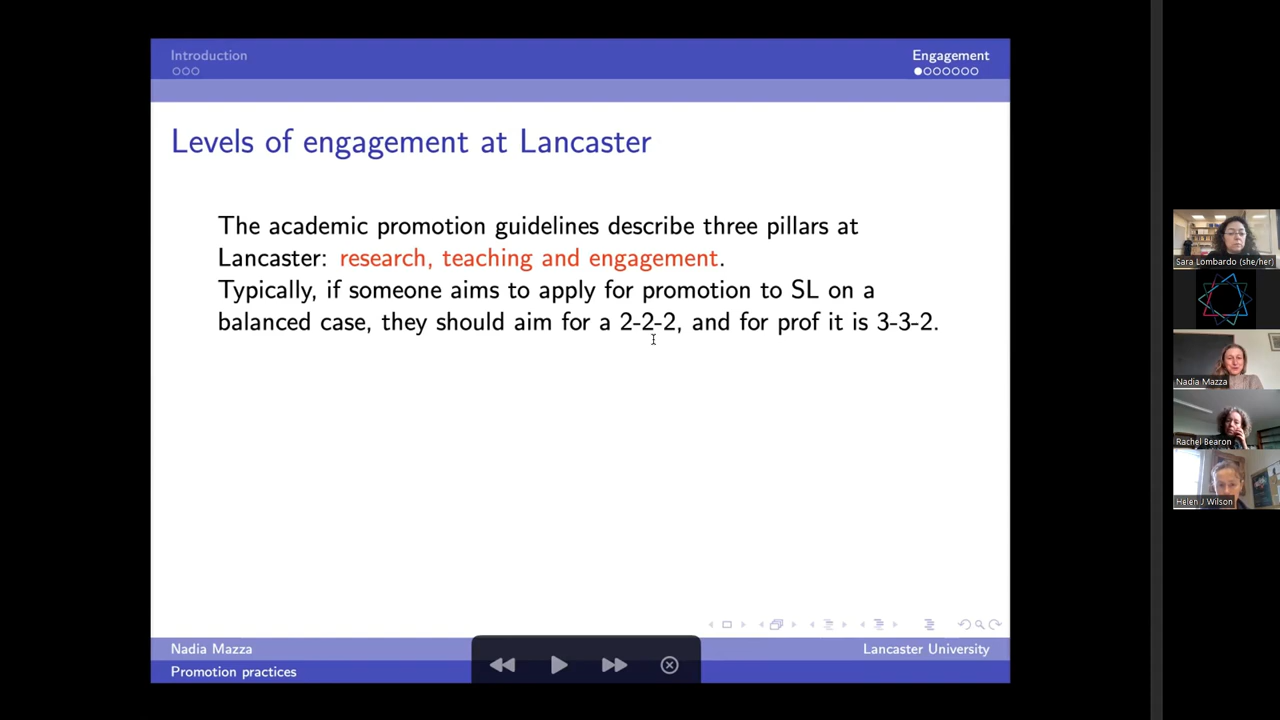 Introduction
Engagement
Levels of engagement at Lancaster
The academic promotion guidelines describe three pillars at
Lancaster: research, teaching and engagement.
Typically, if someone aims to apply for promotion to SL on a
balanced case, they should aim for a 2-2-2, and for prof it is 3-3-2.
Nadia Mazza
Lancaster University
Promotion practices
Sara Lombardo (she/her)
Nadia Mazza
Rachel Bearon
Helen J Wilson